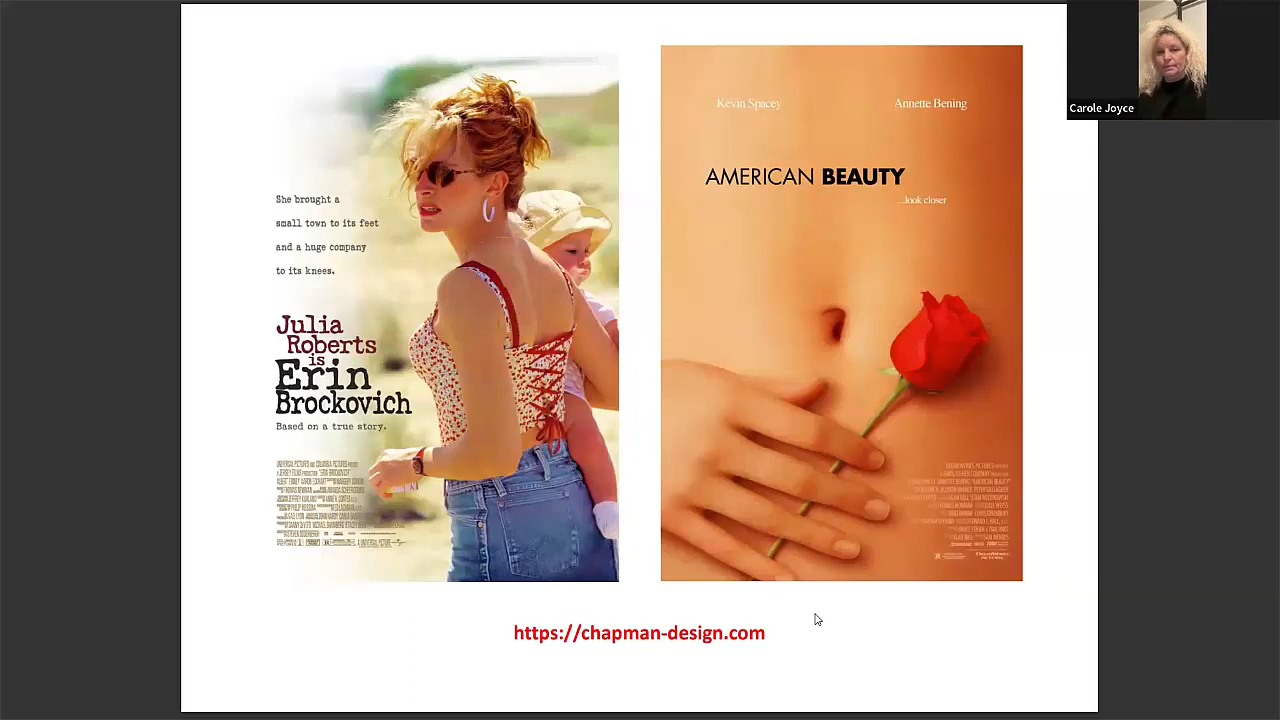 She brought a
small town to its feet
and a huge company
to its knees.
Julia
Roberts
is
Erin
Brockovich
Based on a true story.
Kevin Spacey Annette Bening
AMERICAN BEAUTY
...look closer
https://chapman-design.com
Carole Joyce